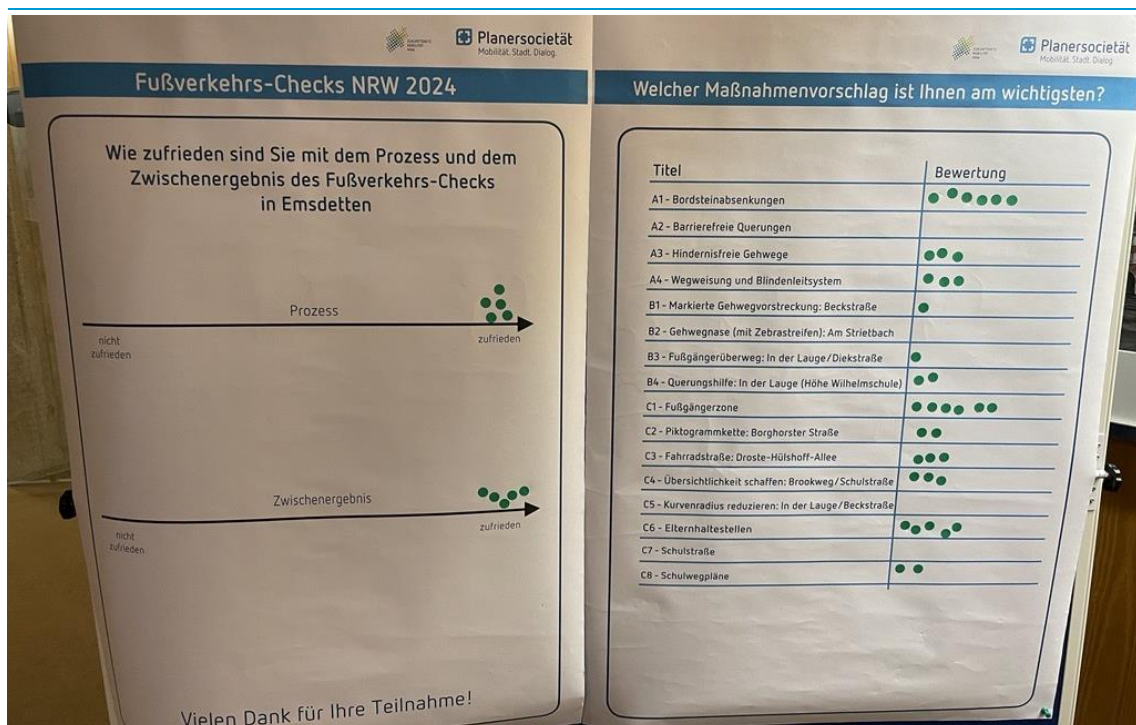 Planersocietät
Mobilität. Stadt. Dialog.
Fußverkehrs-Checks NRW 2024
Wie zufrieden sind Sie mit dem Prozess und dem
Zwischenergebnis des Fußverkehrs-Checks
in Emsdetten
Prozess
nicht
zufrieden
zufrieden
Zwischenergebnis
nicht
zufrieden
zufrieden
Vielen Dank für Ihre Teilnahme!
Planersocietät
Mobilität. Stadt. Dialog.
Welcher Maßnahmenvorschlag ist Ihnen am wichtigsten?
Titel Bewertung
A1 - Bordsteinabsenkungen
A2 - Barrierefreie Querungen
A3 - Hindernisfreie Gehwege
A4 - Wegweisung und Blindenleitsystem
B1 - Markierte Gehwegvorstreckung: Beckstraße
B2 - Gehwegnase (mit Zebrastreifen): Am Strietbach
B3 - Fußgängerüberweg: In der Lauge/Diekstraße
B4 - Querungshilfe: In der Lauge (Höhe Wilhelmschule)
C1 - Fußgängerzone
C2 - Piktogrammkette: Borghorster Straße
C3 - Fahrradstraße: Droste-Hülshoff-Allee
C4 - Übersichtlichkeit schaffen: Brookweg/Schulstraße
C5 - Kurvenradius reduzieren: In der Lauge/Beckstraße
C6 - Elternhaltestellen
C7 - Schulstraße
C8 - Schulwegpläne